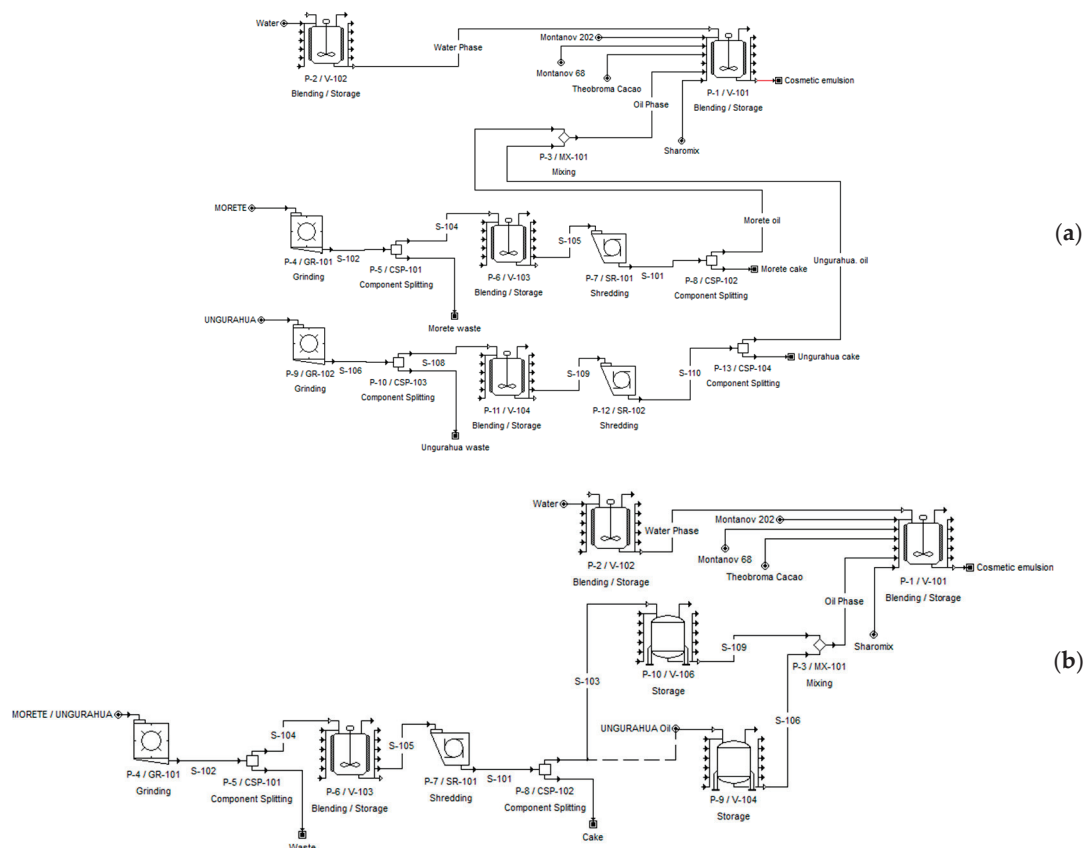 Water
P-2 / V-102
Blending / Storage
Water Phase
Montanov 202
Montanov 68
Theobroma Cacao
Oil Phase
P-1 / V-101
Blending / Storage
Cosmetic emulsion
Sharomix
P-3 / MX-101
Mixing
MORETE
P-4 / GR-101
Grinding
S-102
P-5 / CSP-101
Component Splitting
S-104
Morete waste
P-6 / V-103
Blending / Storage
S-105
P-7 / SR-101
Shredding
S-101
Morete oil
P-8 / CSP-102
Component Splitting
Morete cake
Ungurahua. oil
(a)
UNGURAHUA
P-9 / GR-102
Grinding
S-106
P-10 / CSP-103
Component Splitting
S-108
Ungurahua waste
P-11 / V-104
Blending / Storage
S-109
P-12 / SR-102
Shredding
S-110
P-13 / CSP-104
Component Splitting
Ungurahua cake
Water
P-2 / V-102
Blending / Storage
Water Phase
Montanov 202
Montanov 68
Theobroma Cacao
Oil Phase
P-1 / V-101
Blending / Storage
Cosmetic emulsion
Sharomix
P-10 / V-106
Storage
S-109
P-3 / MX-101
Mixing
(b)
S-103
MORETE / UNGURAHUA
P-4 / GR-101
Grinding
S-102
P-5 / CSP-101
Component Splitting
S-104
Waste
P-6 / V-103
Blending / Storage
S-105
P-7 / SR-101
Shredding
S-101
P-8 / CSP-102
Component Splitting
Cake
UNGURAHUA Oil
P-9 / V-104
Storage
S-106